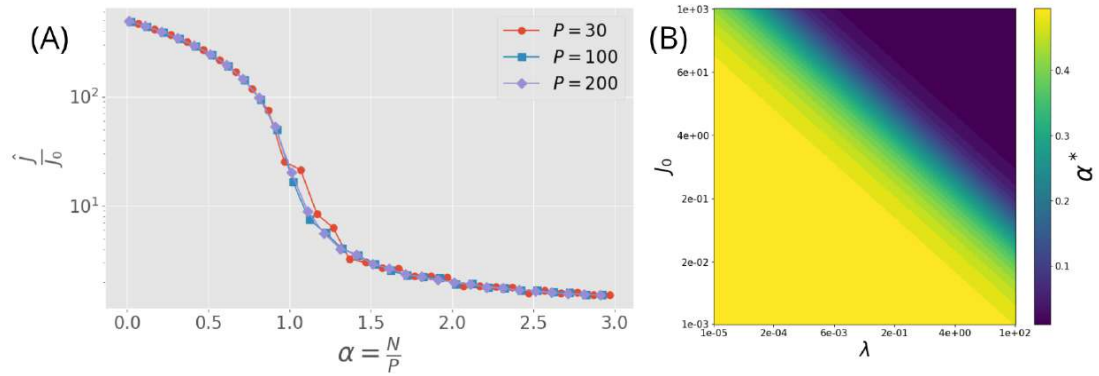 (A)
P = 30
P = 100
P = 200
10²
10¹
Ĵ
J₀
0.0 0.5 1.0 1.5 2.0 2.5 3.0
α = N/P
(B)
1e+03
6e+01
4e+00
2e-01
2e-02
1e-03
J₀
1e-05 2e-04 6e-03 2e-01 4e+00 1e+02
λ
0.4
0.3
0.2
0.1
α*